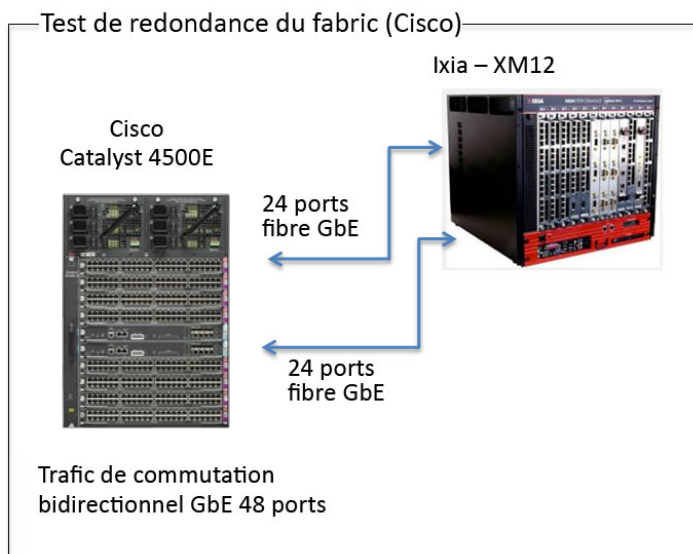 Test de redondance du fabric (Cisco)
Ixia – XM12
Cisco
Catalyst 4500E
24 ports
fibre GbE
24 ports
fibre GbE
Trafic de commutation
bidirectionnel GbE 48 ports